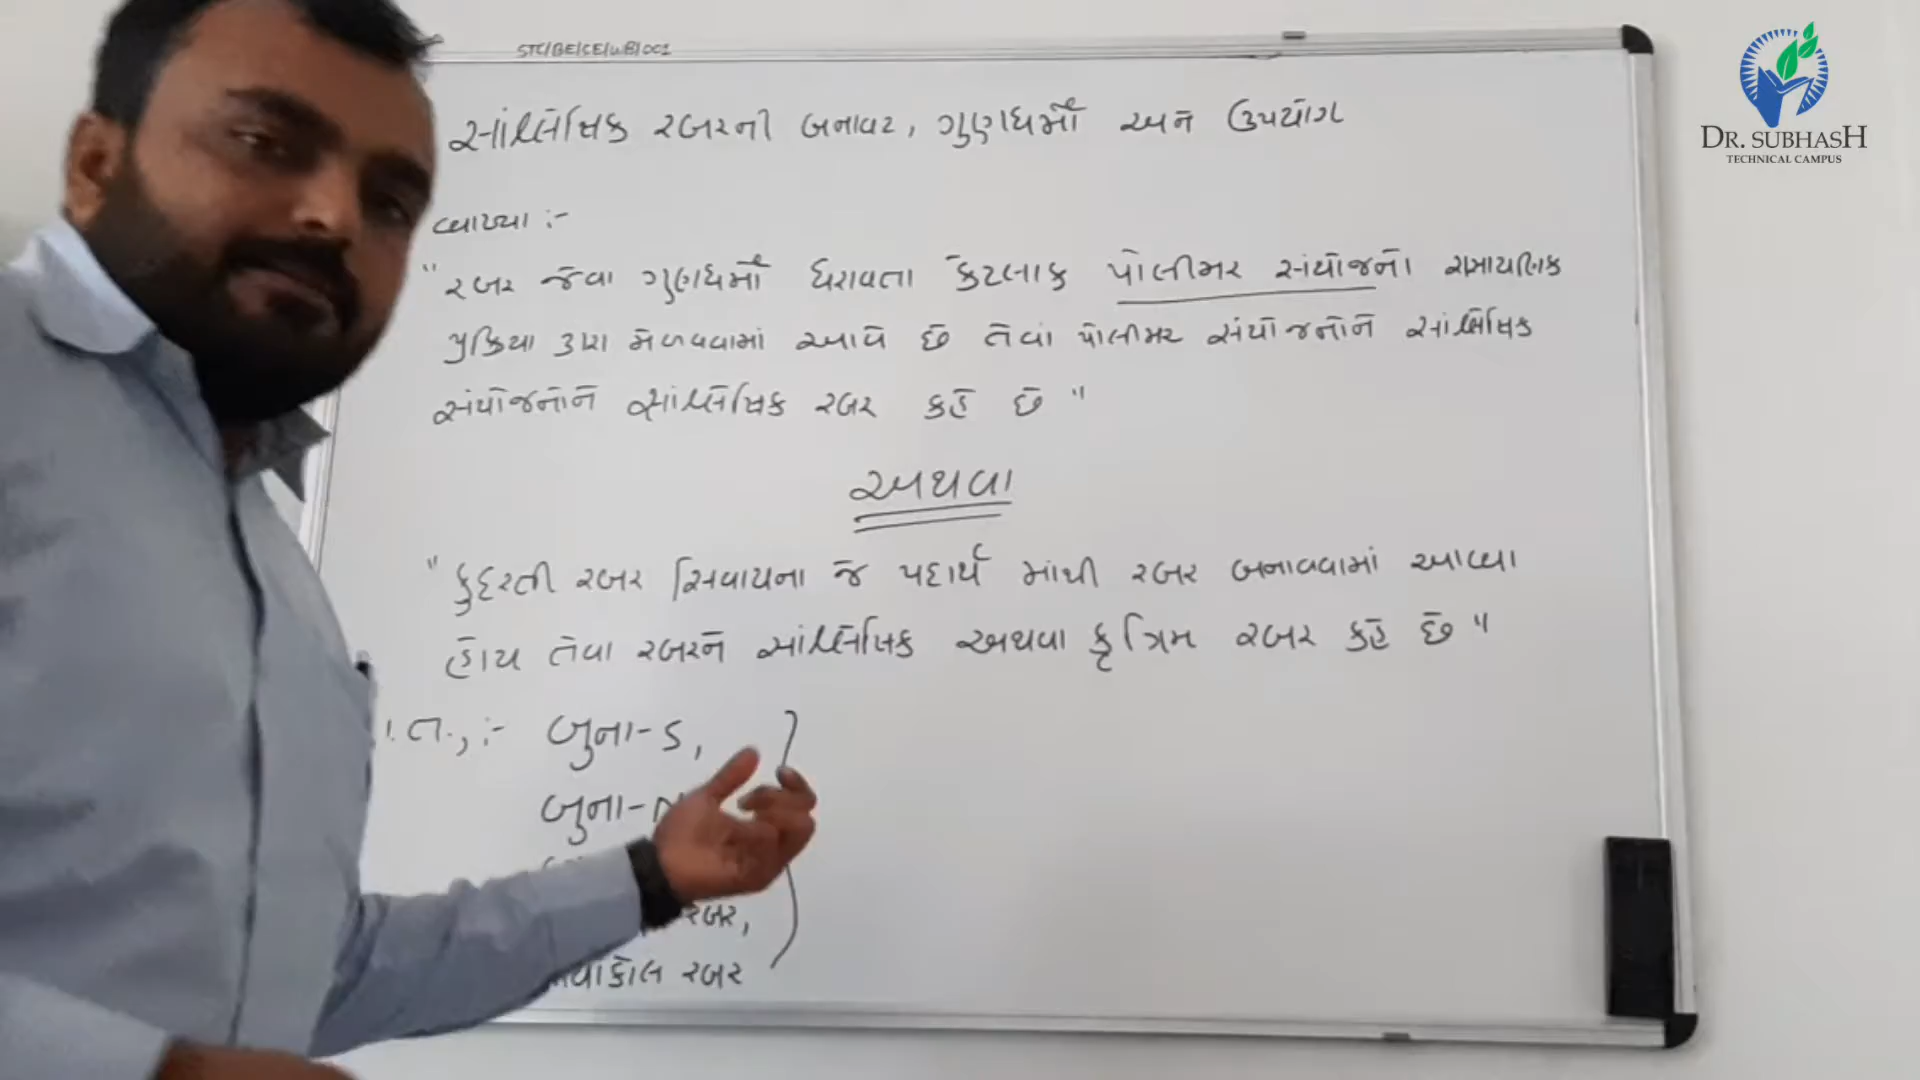 STC/BE/CE/WB/001
DR. SUBHASH
TECHNICAL CAMPUS
સાંશ્લેષિક રબરની બનાવટ, ગુણધર્મો અને ઉપયોગ
વ્યાખ્યા :-
"રબર જેવા ગુણધર્મો ધરાવતા કેટલાક પોલીમર સંયોજનો રાસાયણિક
પ્રક્રિયા દ્વારા મેળવવામાં આવે છે તેવાં પોલીમર સંયોજનોને સાંશ્લેષિક
સંયોજનોને સાંશ્લેષિક રબર કહે છે"
અથવા
"કુદરતી રબર સિવાયના જે પદાર્થ માંથી રબર બનાવવામાં આવ્યા
હોય તેવા રબરને સાંશ્લેષિક અથવા કૃત્રિમ રબર કહે છે"
ત., :- બુના-S,
બુના-N
રબર,
રબર